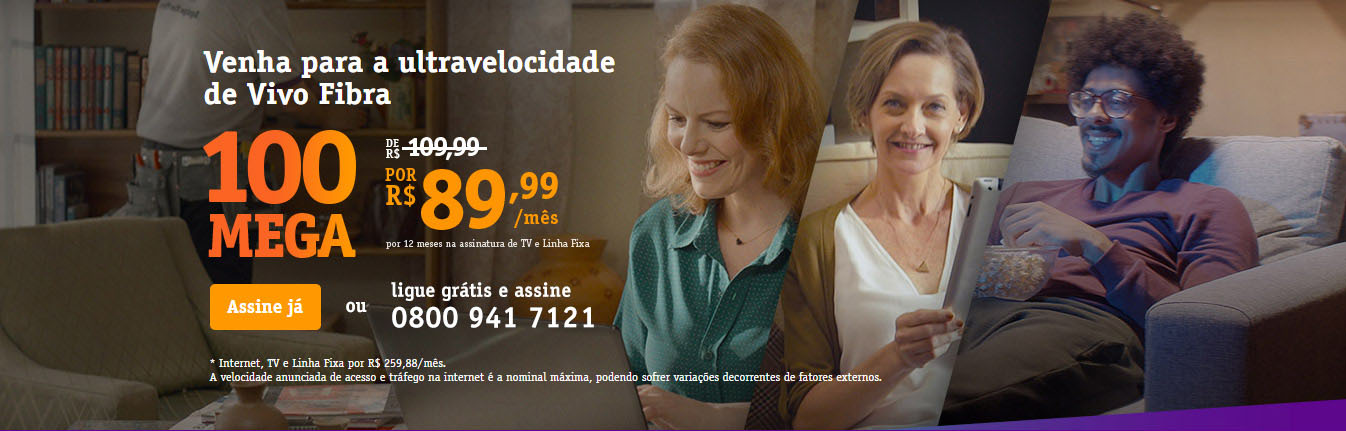 Venha para a ultravelocidade
de Vivo Fibra
100
MEGA
DE
R$ 109,99
POR
R$ 89,99
/mês
por 12 meses na assinatura de TV e Linha Fixa
Assine já
ou
ligue grátis e assine
0800 941 7121
* Internet, TV e Linha Fixa por R$ 259,88/mês.
A velocidade anunciada de acesso e tráfego na internet é a nominal máxima, podendo sofrer variações decorrentes de fatores externos.